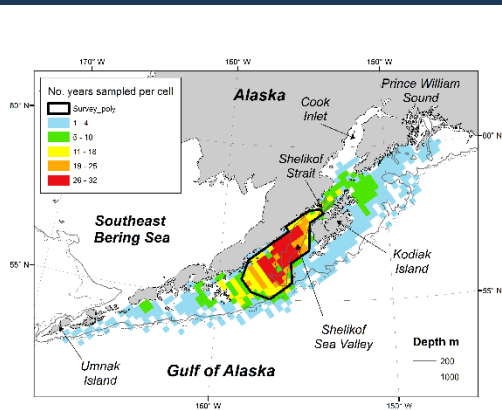 170° W
160° W
150° W
No. years sampled per cell
Survey_poly
1 - 4
5 - 10
11 - 18
19 - 25
26 - 32
Alaska
Prince William
Sound
Cook
Inlet
60° N
60° N
Shelikof
Strait
Southeast
Bering Sea
Kodiak
Island
55° N
55° N
Shelikof
Sea Valley
Depth m
200
1000
Umnak
Island
Gulf of Alaska
160° W
150° W